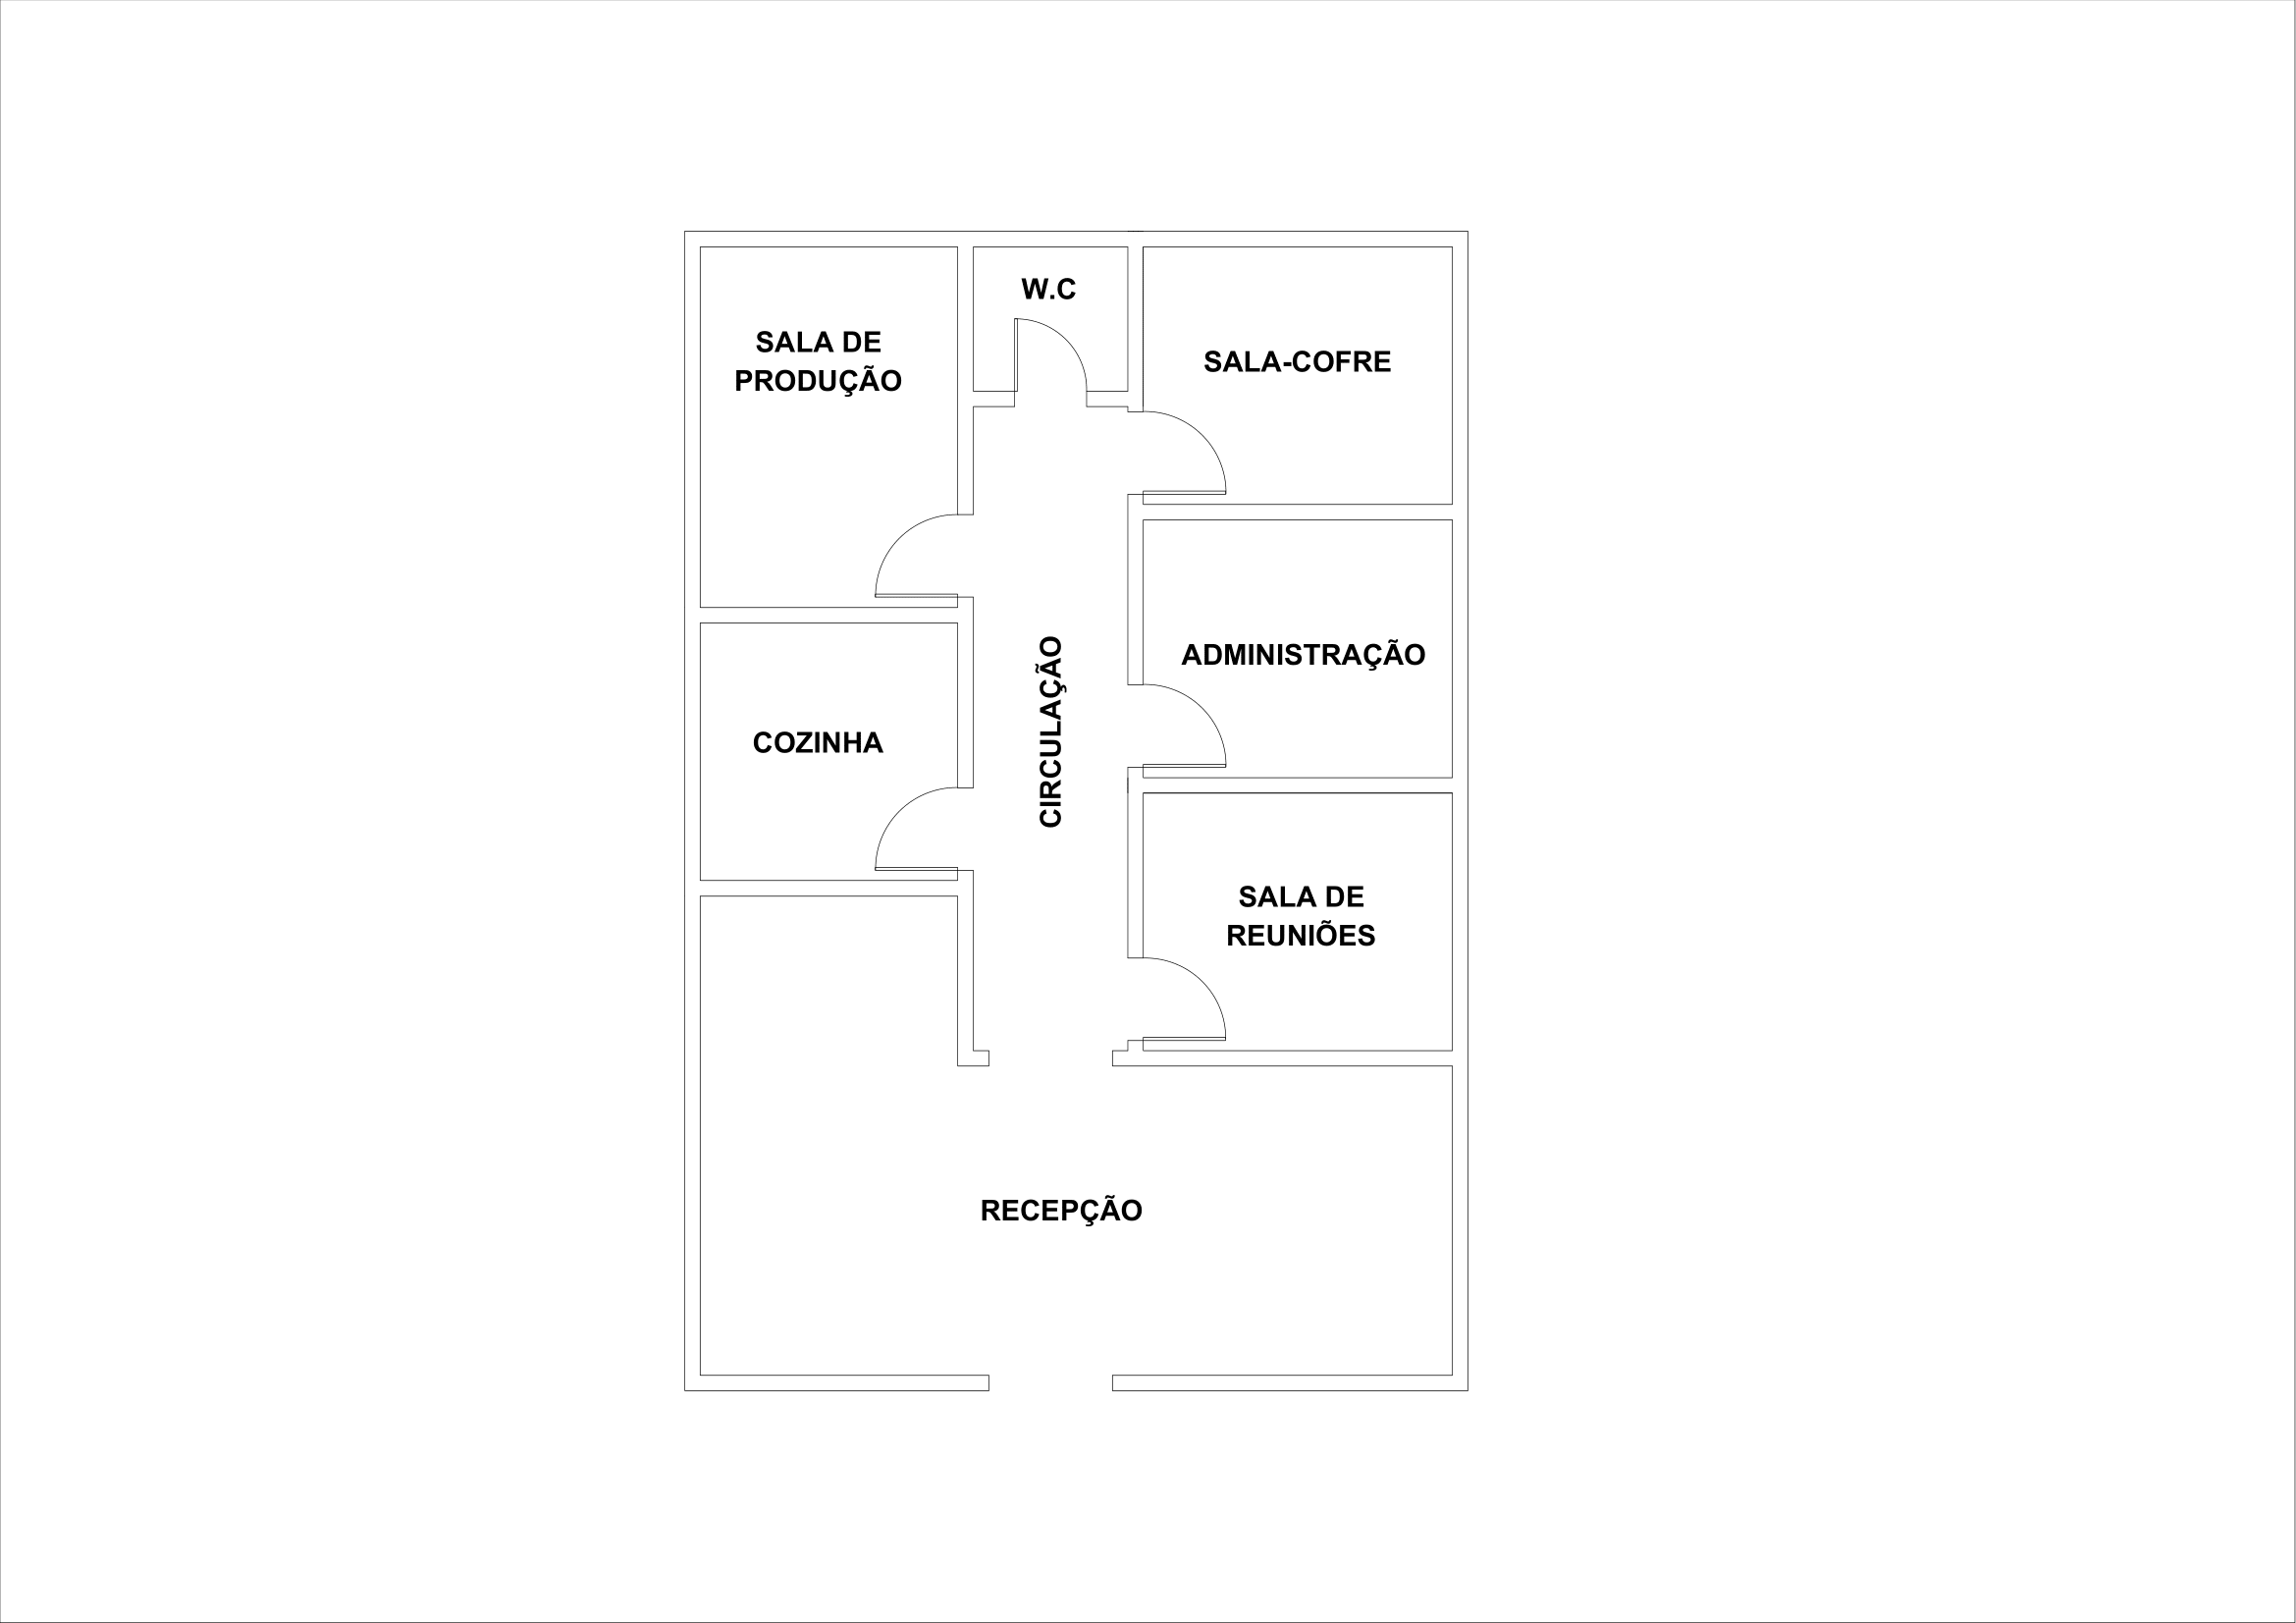 W.C
SALA DE
PRODUÇÃO
SALA-COFRE
CIRCULAÇÃO
ADMINISTRAÇÃO
COZINHA
SALA DE
REUNIÕES
RECEPÇÃO